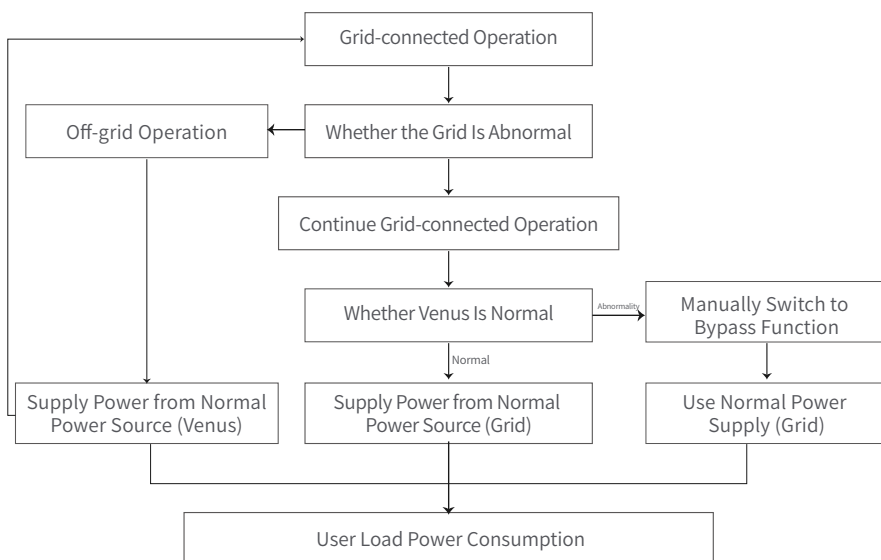 Grid-connected Operation
Off-grid Operation
Whether the Grid Is Abnormal
Continue Grid-connected Operation
Whether Venus Is Normal
Abnormality
Manually Switch to
Bypass Function
Normal
Supply Power from Normal
Power Source (Venus)
Supply Power from Normal
Power Source (Grid)
Use Normal Power
Supply (Grid)
User Load Power Consumption